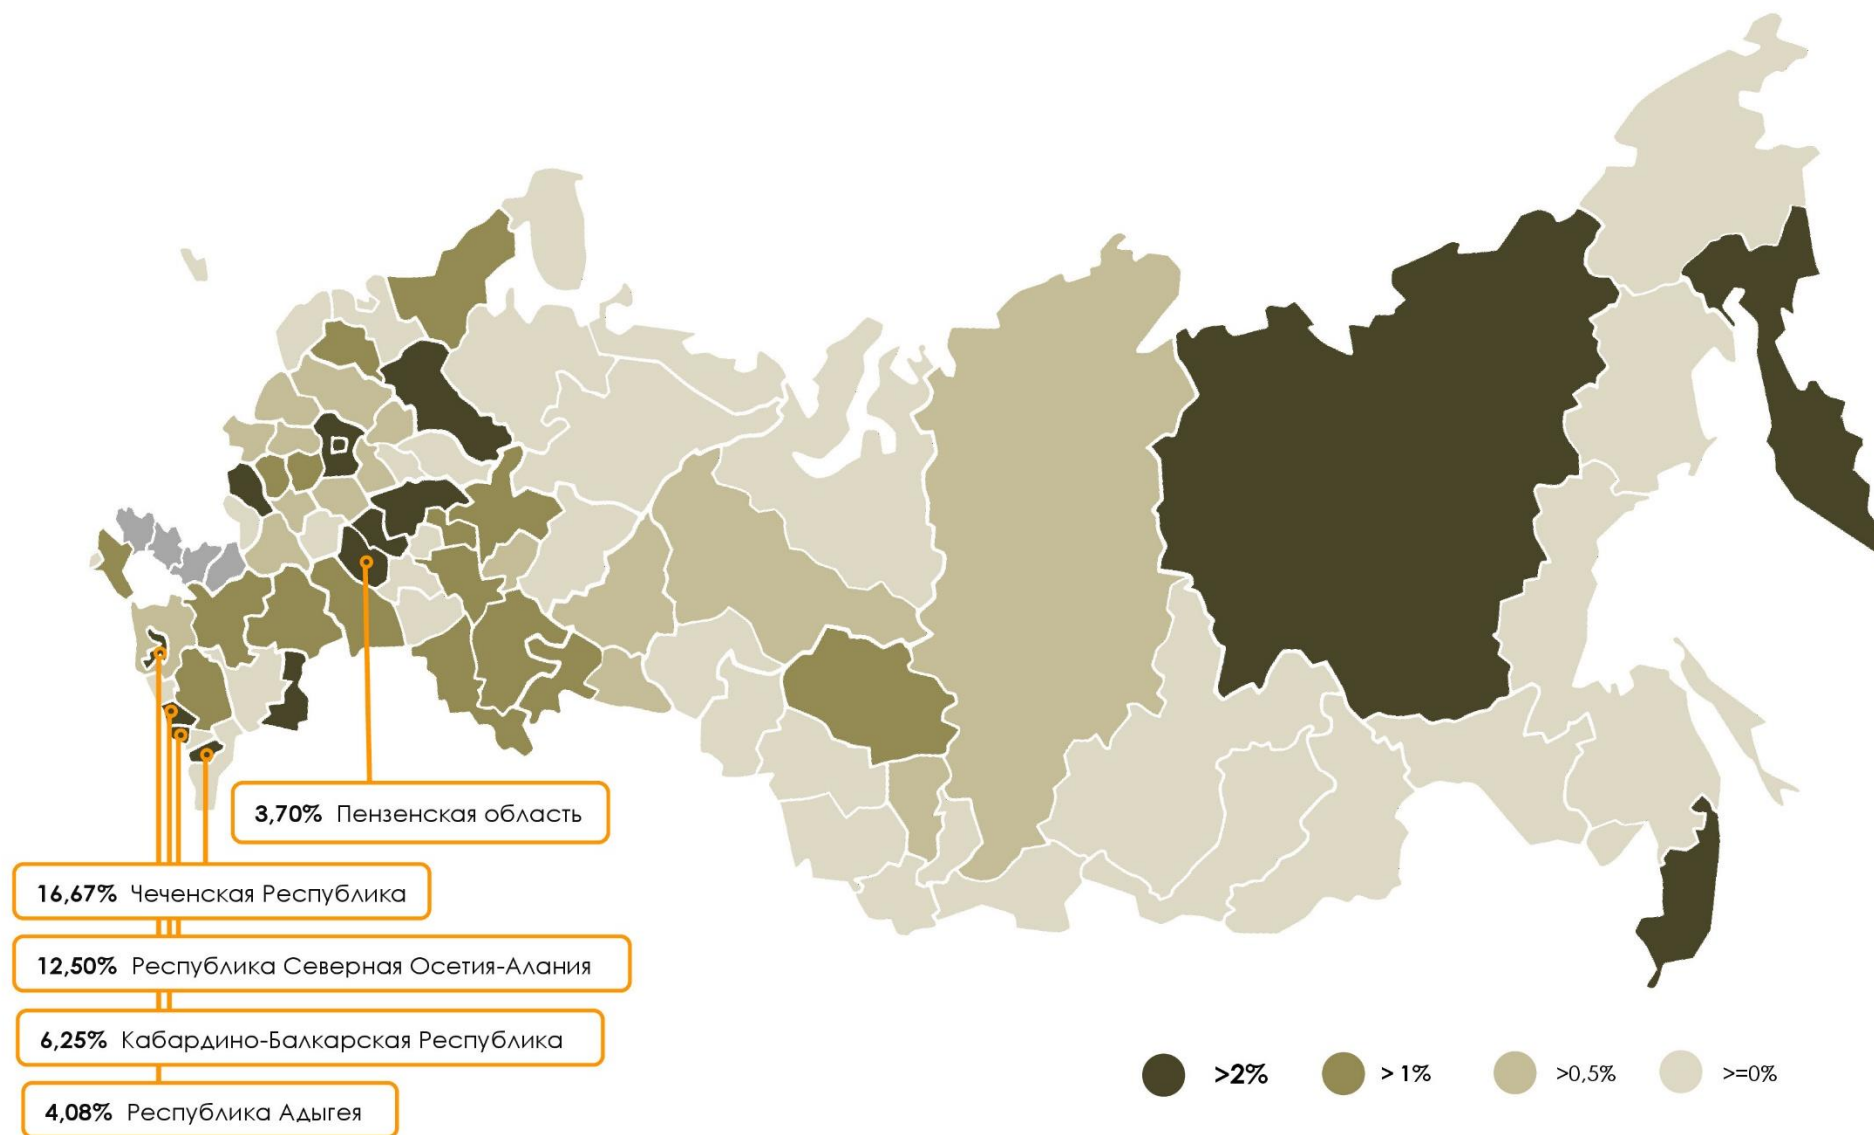 3,70% Пензенская область
16,67% Чеченская Республика
12,50% Республика Северная Осетия-Алания
6,25% Кабардино-Балкарская Республика
4,08% Республика Адыгея
>2% > 1% >0,5% >=0%